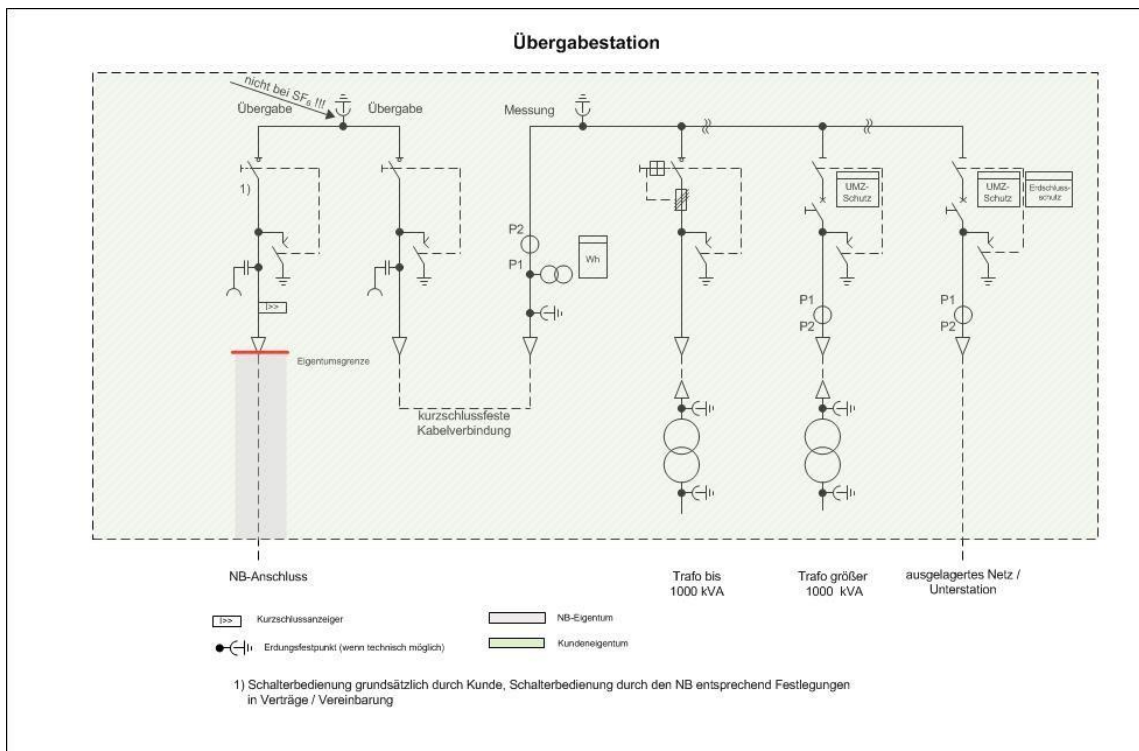 Übergabestation
nicht bei SF₆ !!!
Übergabe
Übergabe
Messung
1)
UMZ-
Schutz
UMZ-
Schutz
Erdschluss-
schutz
P2
P1
Wh
I>>
P1
P2
P1
P2
Eigentumsgrenze
kurzschlussfeste
Kabelverbindung
NB-Anschluss
Trafo bis
1000 kVA
Trafo größer
1000 kVA
ausgelagertes Netz /
Unterstation
I>> Kurzschlussanzeiger
NB-Eigentum
Erdungsfestpunkt (wenn technisch möglich)
Kundeneigentum
1) Schalterbedienung grundsätzlich durch Kunde, Schalterbedienung durch den NB entsprechend Festlegungen
in Verträge / Vereinbarung